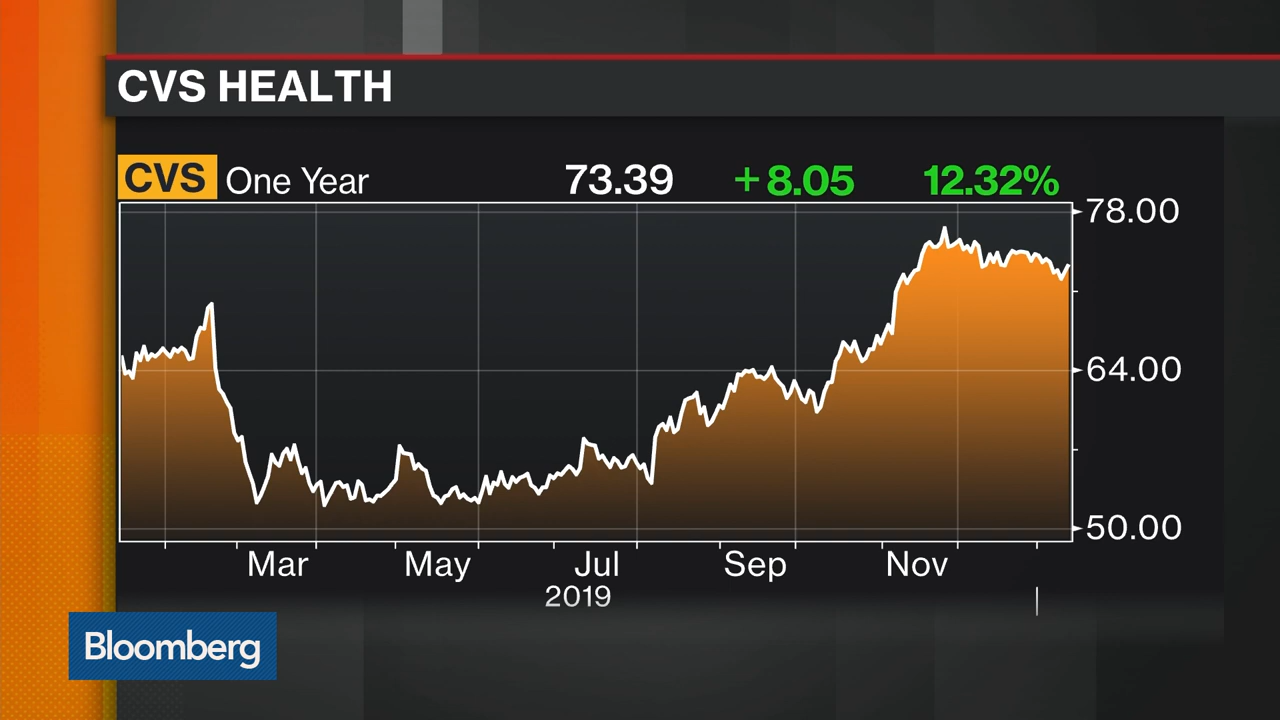 CVS HEALTH
CVS One Year 73.39 +8.05 12.32%
78.00
64.00
50.00
Mar May Jul Sep Nov
2019
Bloomberg